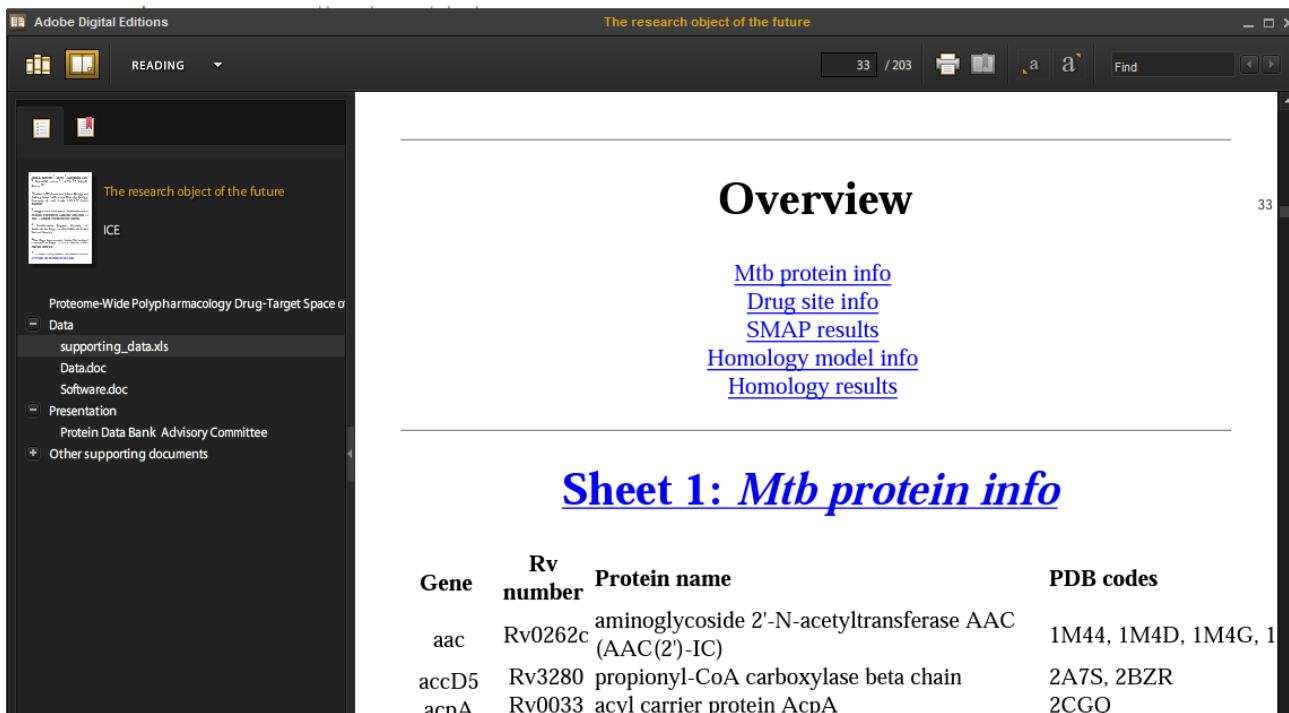 Adobe Digital Editions
The research object of the future
READING
33 / 203
a a
Find
The research object of the future
ICE
Proteome-Wide Polypharmacology Drug-Target Space o
Data
supporting_data.xls
Data.doc
Software.doc
Presentation
Protein Data Bank Advisory Committee
Other supporting documents
Overview
33
Mtb protein info
Drug site info
SMAP results
Homology model info
Homology results
Sheet 1: Mtb protein info
Gene Rv number Protein name PDB codes
aac Rv0262c aminoglycoside 2'-N-acetyltransferase AAC (AAC(2')-IC) 1M44, 1M4D, 1M4G, 1
accD5 Rv3280 propionyl-CoA carboxylase beta chain 2A7S, 2BZR
acpA Rv0033 acyl carrier protein AcpA 2CGO